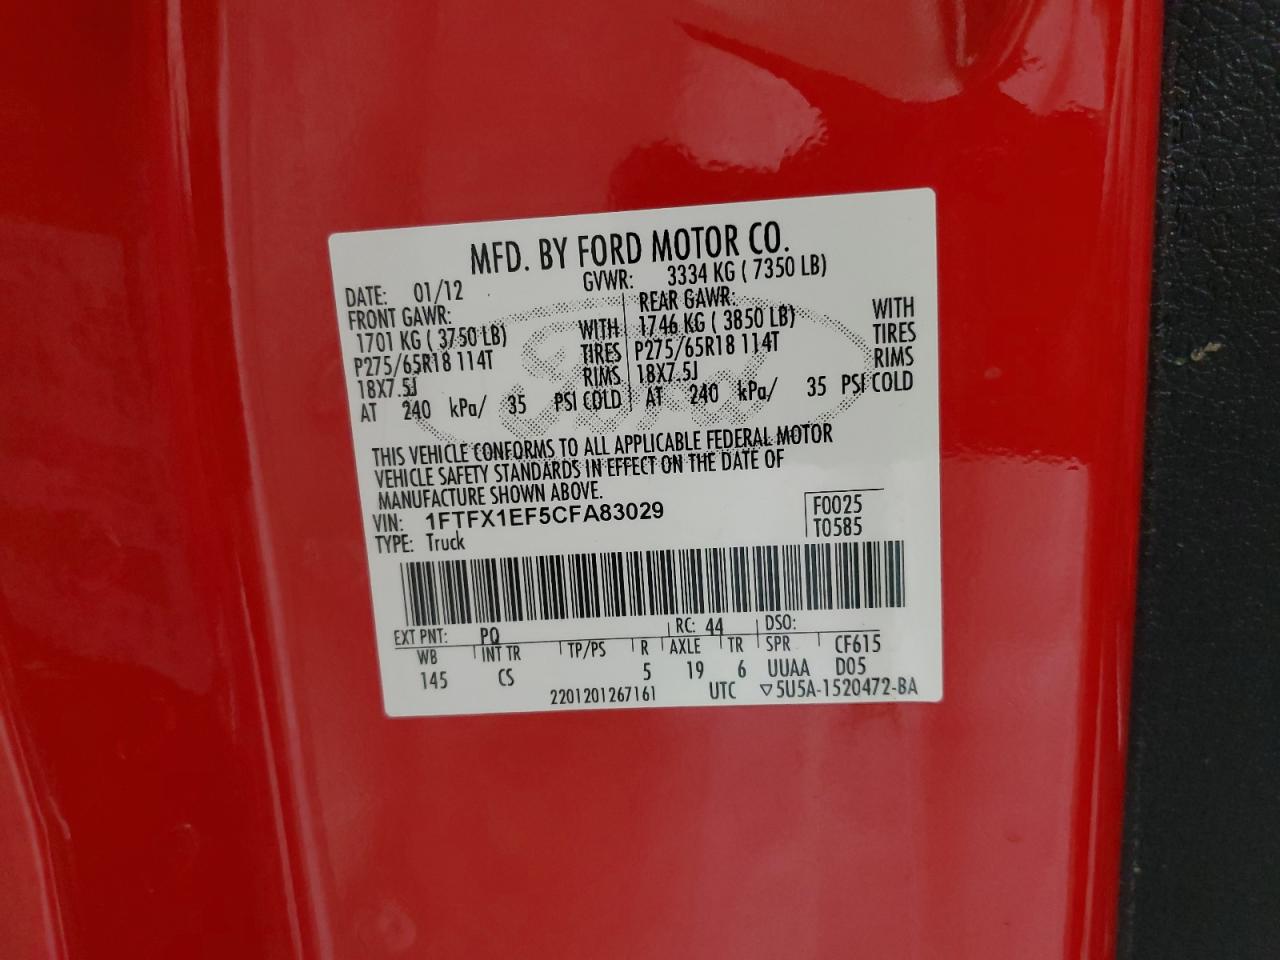 MFD. BY FORD MOTOR CO.
DATE: 01/12 GVWR: 3334 KG ( 7350 LB)
FRONT GAWR: REAR GAWR:
1701 KG ( 3750 LB) WITH 1746 KG ( 3850 LB) WITH
P275/65R18 114T TIRES P275/65R18 114T TIRES
18X7.5J RIMS 18X7.5J RIMS
AT 240 kPa/ 35 PSI COLD AT 240 kPa/ 35 PSI COLD
THIS VEHICLE CONFORMS TO ALL APPLICABLE FEDERAL MOTOR
VEHICLE SAFETY STANDARDS IN EFFECT ON THE DATE OF
MANUFACTURE SHOWN ABOVE.
VIN: 1FTFX1EF5CFA83029 F0025
TYPE: Truck T0585
EXT PNT: PQ RC: 44 DSO:
WB INT TR TP/PS R AXLE TR SPR CF615
145 CS 5 19 6 UUAA D05
2201201267161 UTC ▽5U5A-1520472-BA